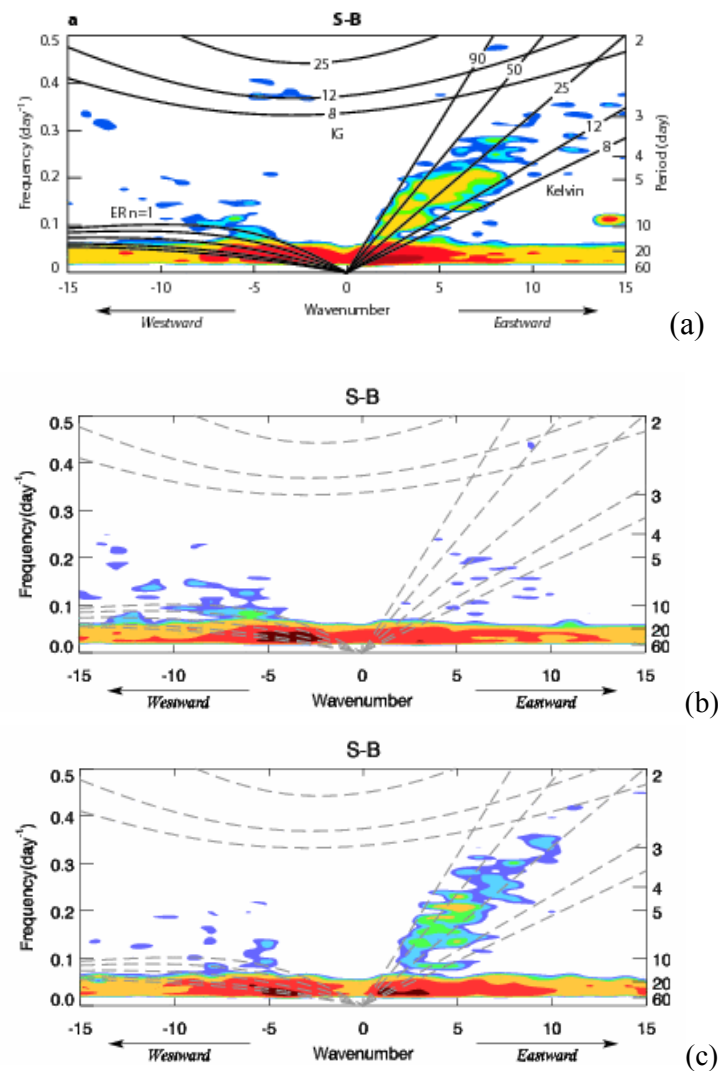 a S-B
0.5 2
25 90 50 25
0.4
12
8 3
0.3 IG 12
4 8
Frequency (day⁻¹) Period (day)
0.2 5
Kelvin
ER n=1
0.1 10
20
0 60
-15 -10 -5 0 5 10 15
Westward Wavenumber Eastward
(a)
S-B
0.5 2
0.4
3
0.3
4
Frequency(day⁻¹)
0.2 5
0.1 10
20
0.0 60
-15 -10 -5 0 5 10 15
Westward Wavenumber Eastward
(b)
S-B
0.5 2
0.4
3
0.3
4
Frequency(day⁻¹)
0.2 5
0.1 10
20
0.0 60
-15 -10 -5 0 5 10 15
Westward Wavenumber Eastward
(c)